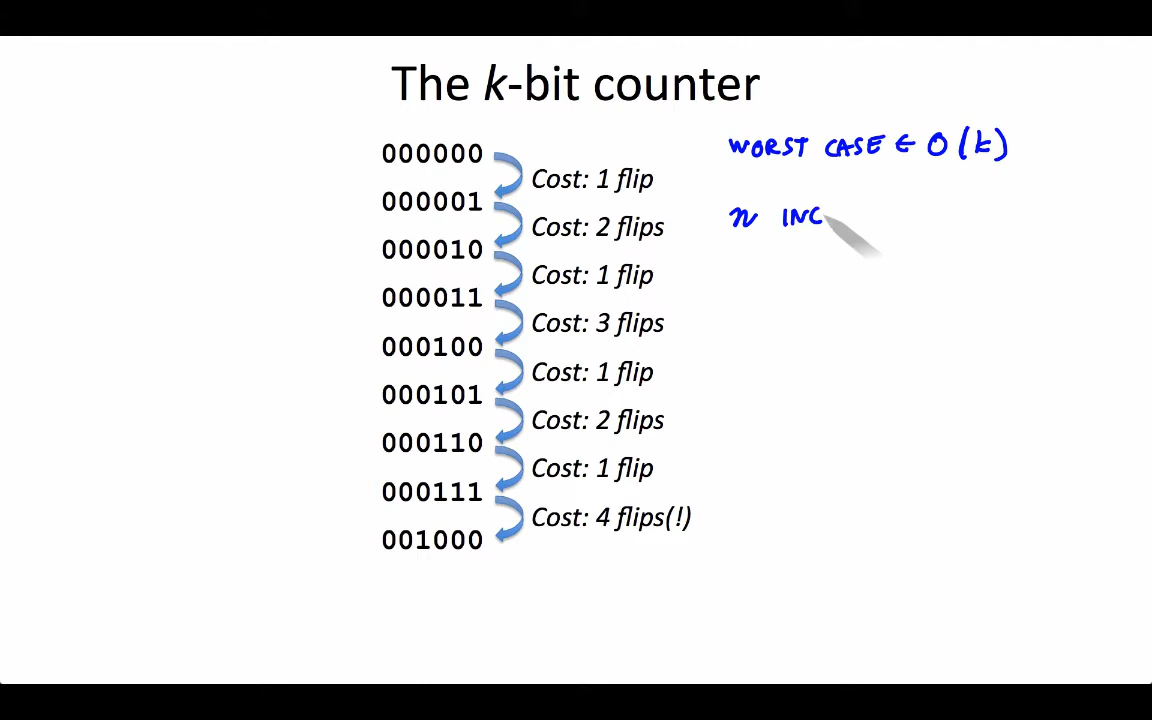 The k-bit counter
000000
Cost: 1 flip
000001
Cost: 2 flips
000010
Cost: 1 flip
000011
Cost: 3 flips
000100
Cost: 1 flip
000101
Cost: 2 flips
000110
Cost: 1 flip
000111
Cost: 4 flips(!)
001000
WORST CASE ∈ O(k)
n INC